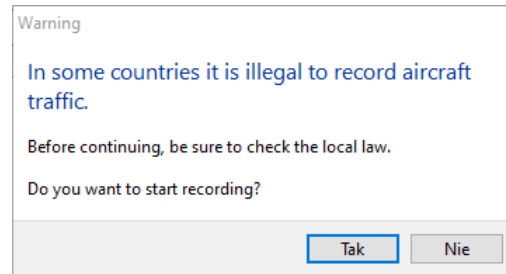 Warning
In some countries it is illegal to record aircraft
traffic.
Before continuing, be sure to check the local law.
Do you want to start recording?
Tak
Nie